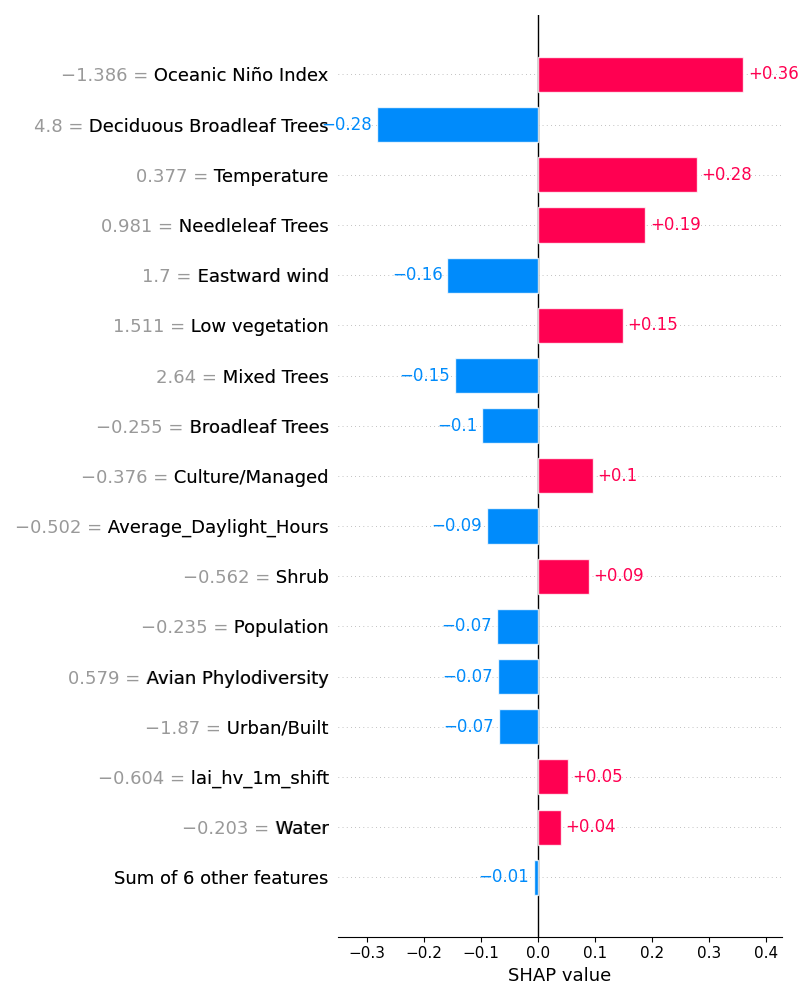 −1.386 = Oceanic Niño Index +0.36
4.8 = Deciduous Broadleaf Trees −0.28
0.377 = Temperature +0.28
0.981 = Needleleaf Trees +0.19
1.7 = Eastward wind −0.16
1.511 = Low vegetation +0.15
2.64 = Mixed Trees −0.15
−0.255 = Broadleaf Trees −0.1
−0.376 = Culture/Managed +0.1
−0.502 = Average_Daylight_Hours −0.09
−0.562 = Shrub +0.09
−0.235 = Population −0.07
0.579 = Avian Phylodiversity −0.07
−1.87 = Urban/Built −0.07
−0.604 = lai_hv_1m_shift +0.05
−0.203 = Water +0.04
Sum of 6 other features −0.01
−0.3 −0.2 −0.1 0.0 0.1 0.2 0.3 0.4
SHAP value